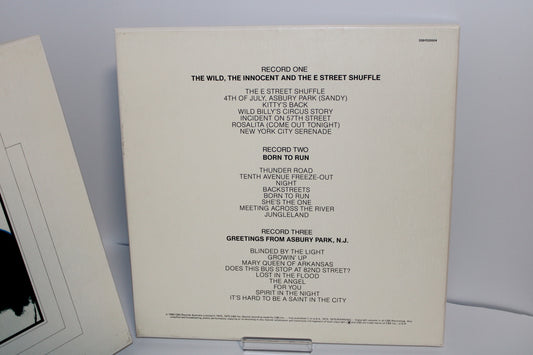 RECORD ONE
THE WILD, THE INNOCENT AND THE E STREET SHUFFLE
THE E STREET SHUFFLE
4TH OF JULY, ASBURY PARK (SANDY)
KITTY'S BACK
WILD BILLY'S CIRCUS STORY
INCIDENT ON 57TH STREET
ROSALITA (COME OUT TONIGHT)
NEW YORK CITY SERENADE
RECORD TWO
BORN TO RUN
THUNDER ROAD
TENTH AVENUE FREEZE-OUT
NIGHT
BACKSTREETS
BORN TO RUN
SHE'S THE ONE
MEETING ACROSS THE RIVER
JUNGLELAND
RECORD THREE
GREETINGS FROM ASBURY PARK, N.J.
BLINDED BY THE LIGHT
GROWIN' UP
MARY QUEEN OF ARKANSAS
DOES THIS BUS STOP AT 82ND STREET?
LOST IN THE FLOOD
THE ANGEL
FOR YOU
SPIRIT IN THE NIGHT
IT'S HARD TO BE A SAINT IN THE CITY